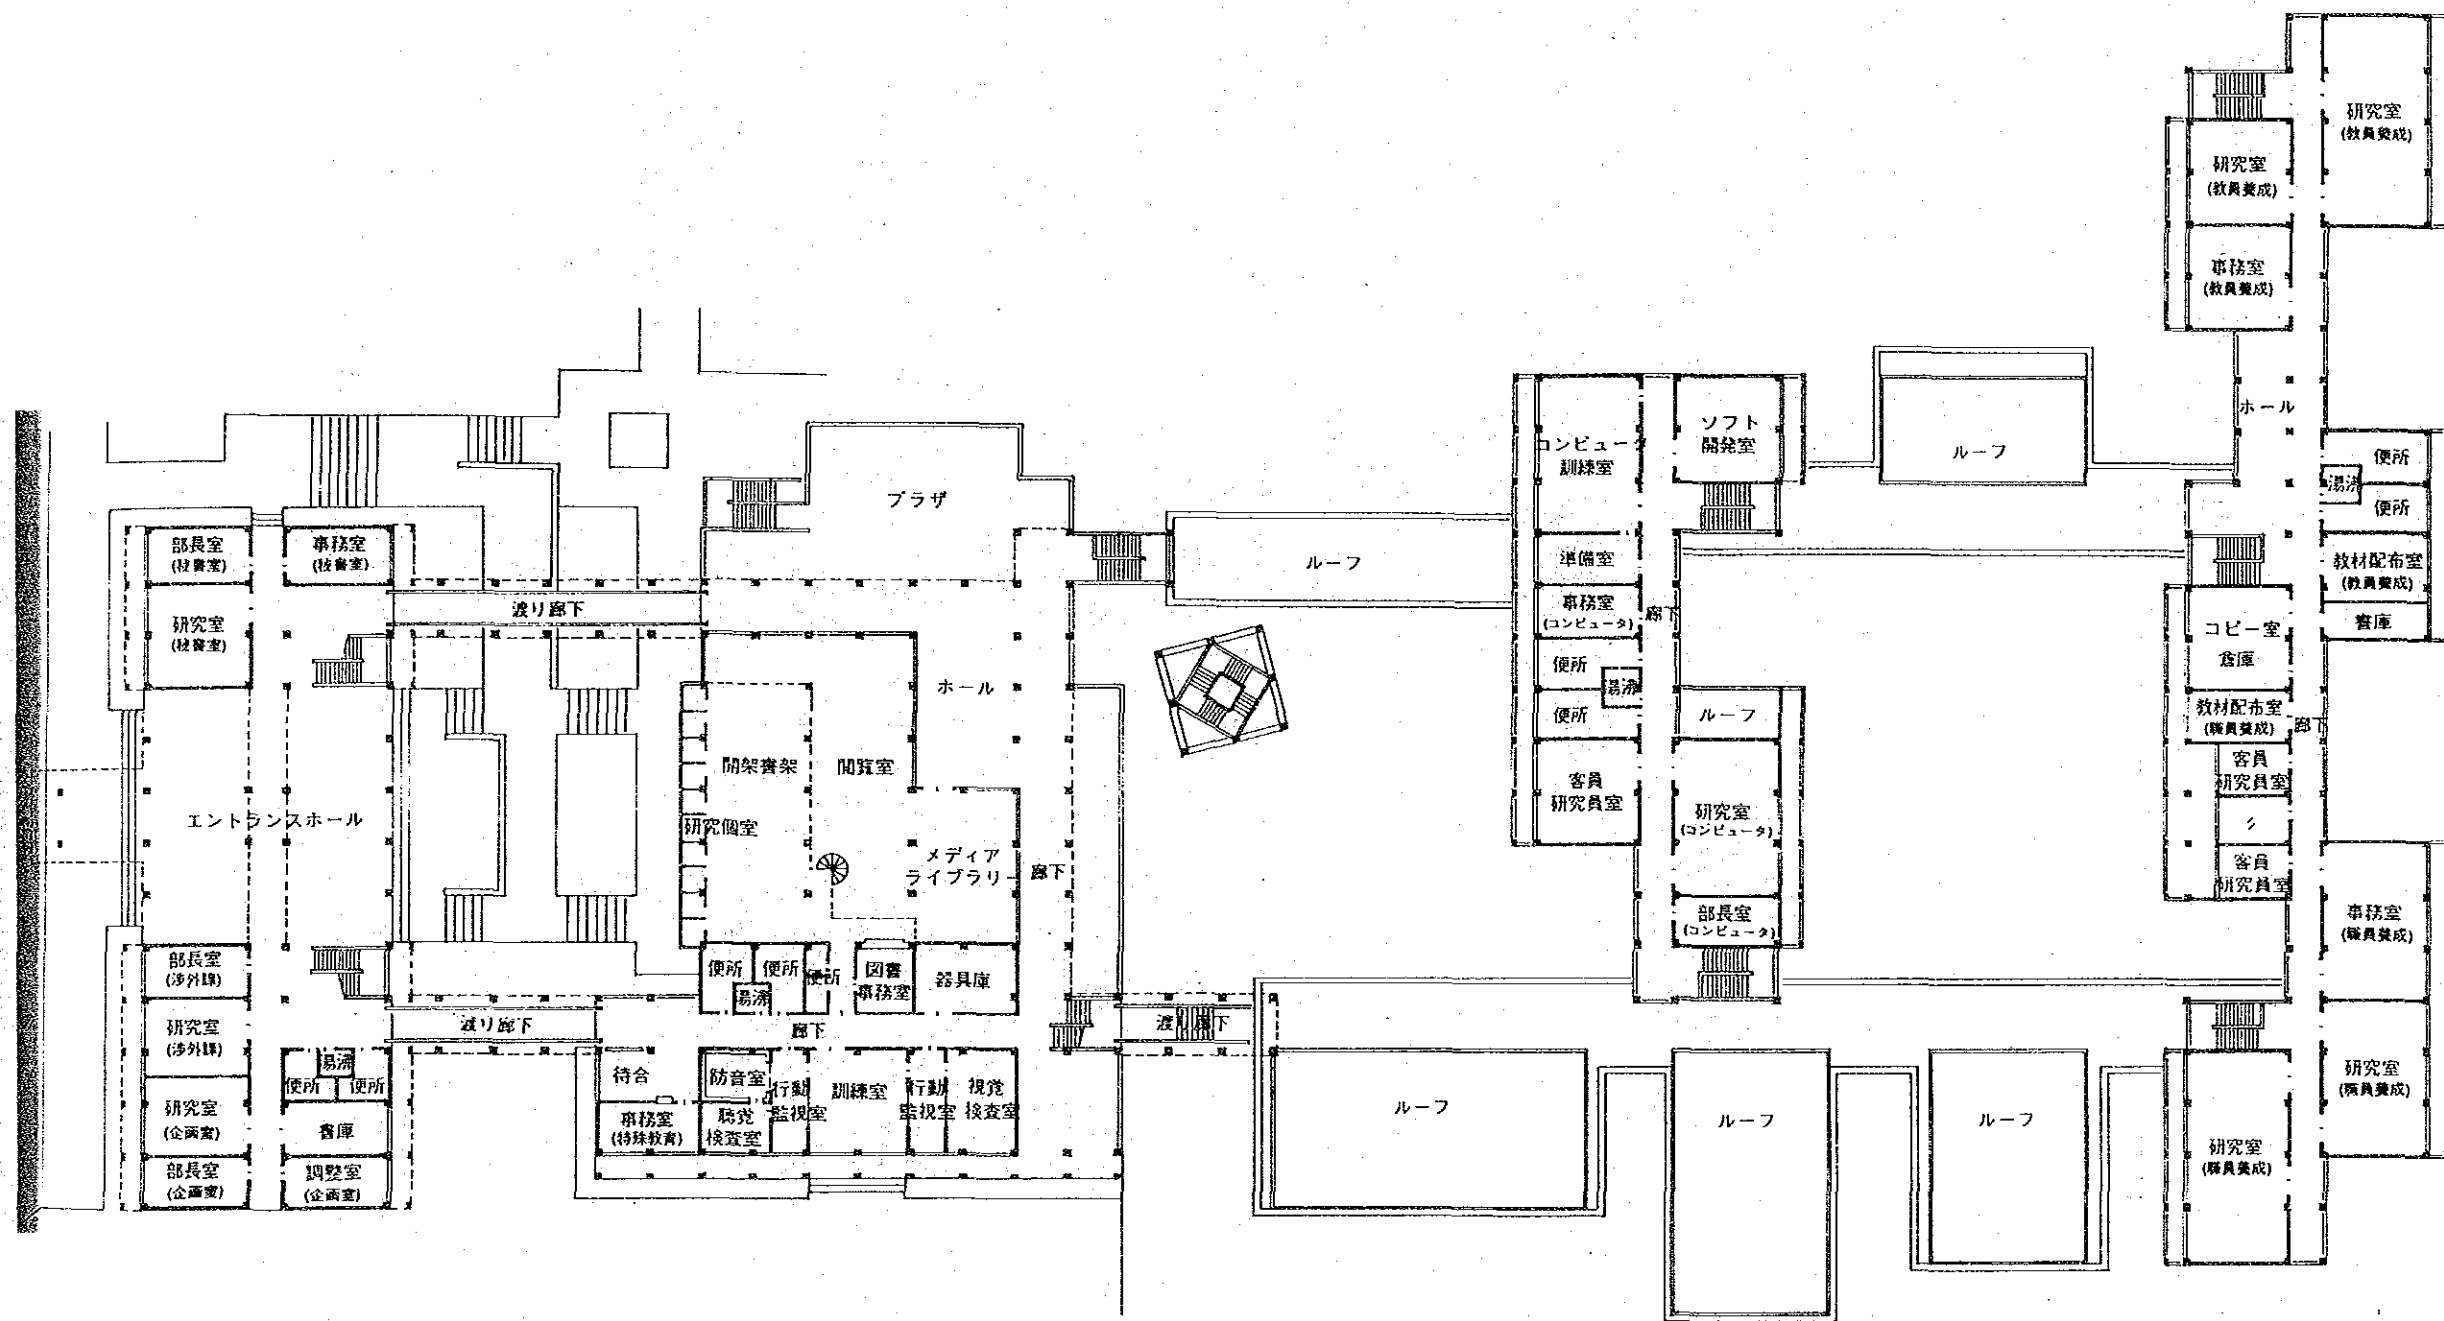 研究室
(教員養成)
研究室
(教員養成)
事務室
(教員養成)
ホール
便所
湯沸
便所
教材配布室
(教員養成)
書庫
コピー室
倉庫
教材配布室
(職員養成)
廊下
客員
研究員室
〃
客員
研究員室
事務室
(職員養成)
研究室
(職員養成)
研究室
(職員養成)
コンピュータ
訓練室
ソフト
開発室
準備室
事務室
(コンピュータ)
廊下
便所
湯沸
便所
ルーフ
客員
研究員室
研究室
(コンピュータ)
部長室
(コンピュータ)
ルーフ
ルーフ
ルーフ
ルーフ
ルーフ
プラザ
ホール
開架書架
閲覧室
研究個室
メディア
ライブラリー
廊下
便所
便所
便所
湯沸
図書
事務室
器具庫
廊下
渡り廊下
待合
防音室
行動
監視室
訓練室
行動
監視室
視覚
検査室
事務室
(特殊教育)
聴覚
検査室
渡り廊下
渡り廊下
部長室
事務室
研究室
エントランスホール
部長室
(渉外課)
研究室
(渉外課)
湯沸
便所
便所
研究室
(企画室)
書庫
部長室
(企画室)
調整室
(企画室)